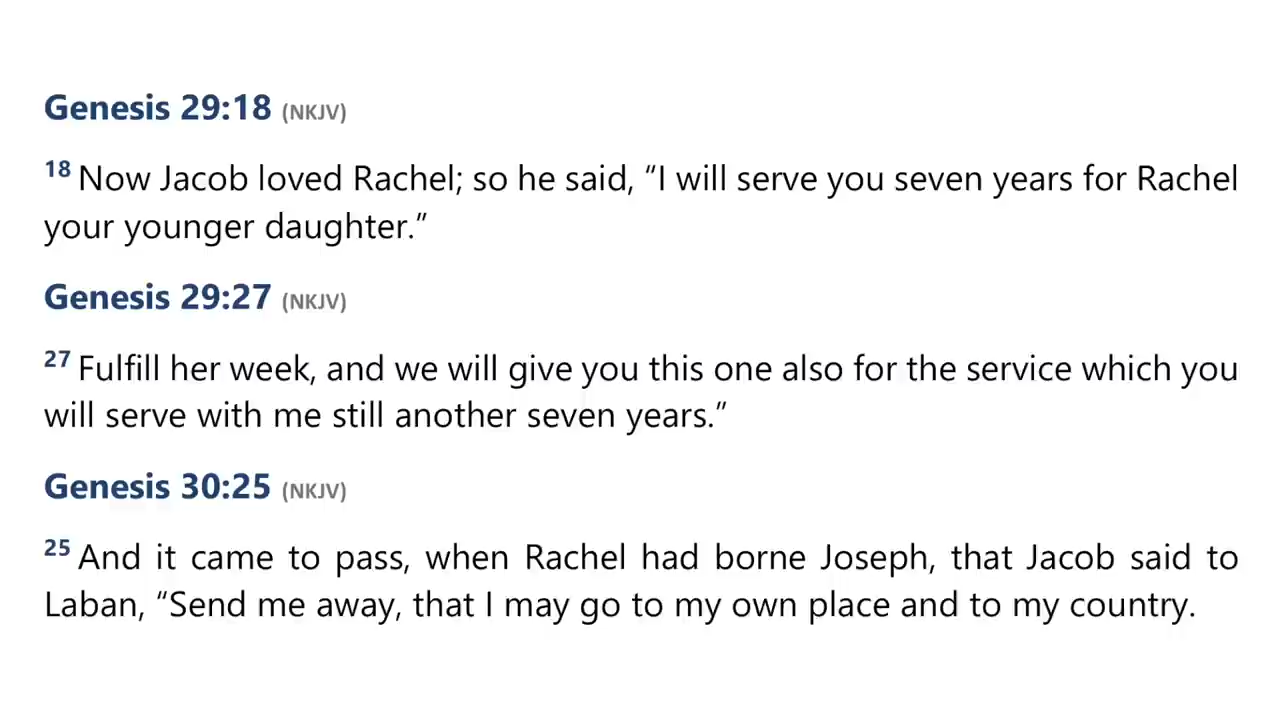 Genesis 29:18 (NKJV)
18 Now Jacob loved Rachel; so he said, “I will serve you seven years for Rachel
your younger daughter.”
Genesis 29:27 (NKJV)
27 Fulfill her week, and we will give you this one also for the service which you
will serve with me still another seven years.”
Genesis 30:25 (NKJV)
25 And it came to pass, when Rachel had borne Joseph, that Jacob said to
Laban, “Send me away, that I may go to my own place and to my country.